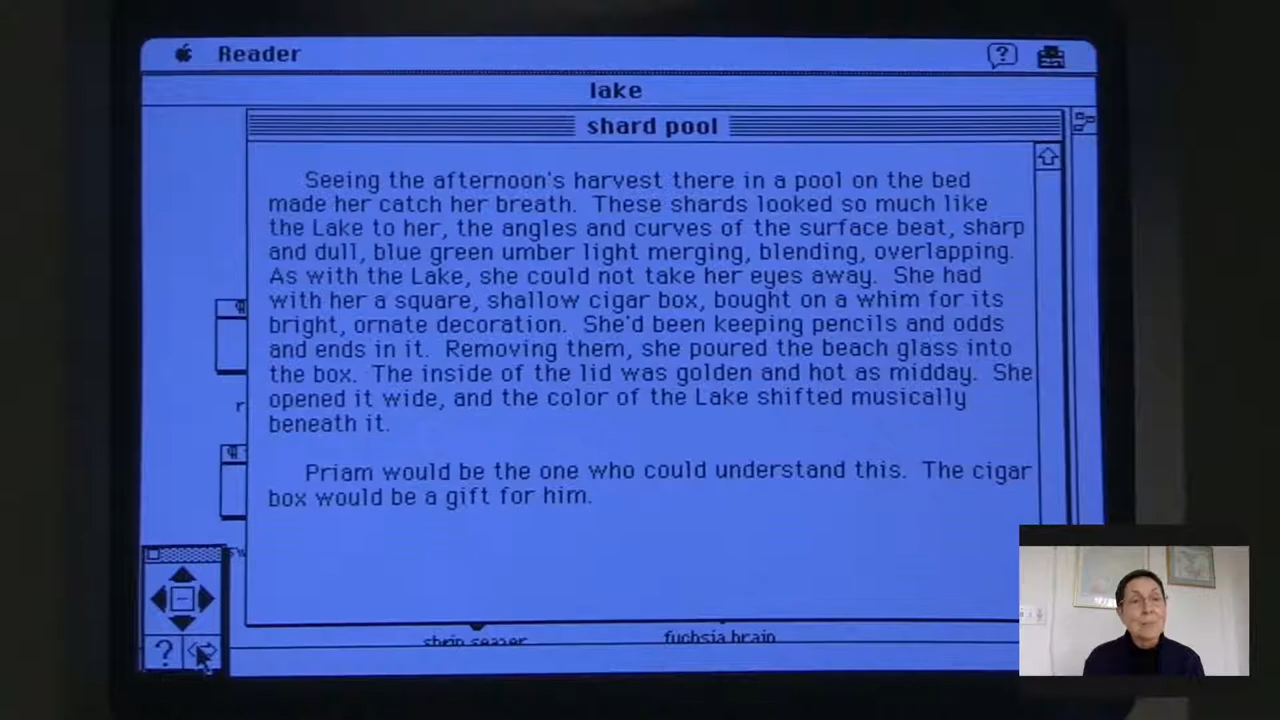 Reader
lake
shard pool
Seeing the afternoon's harvest there in a pool on the bed
made her catch her breath. These shards looked so much like
the Lake to her, the angles and curves of the surface beat, sharp
and dull, blue green umber light merging, blending, overlapping.
As with the Lake, she could not take her eyes away. She had
with her a square, shallow cigar box, bought on a whim for its
bright, ornate decoration. She'd been keeping pencils and odds
and ends in it. Removing them, she poured the beach glass into
the box. The inside of the lid was golden and hot as midday. She
opened it wide, and the color of the Lake shifted musically
beneath it.
Priam would be the one who could understand this. The cigar
box would be a gift for him.
?
fuchsia brain